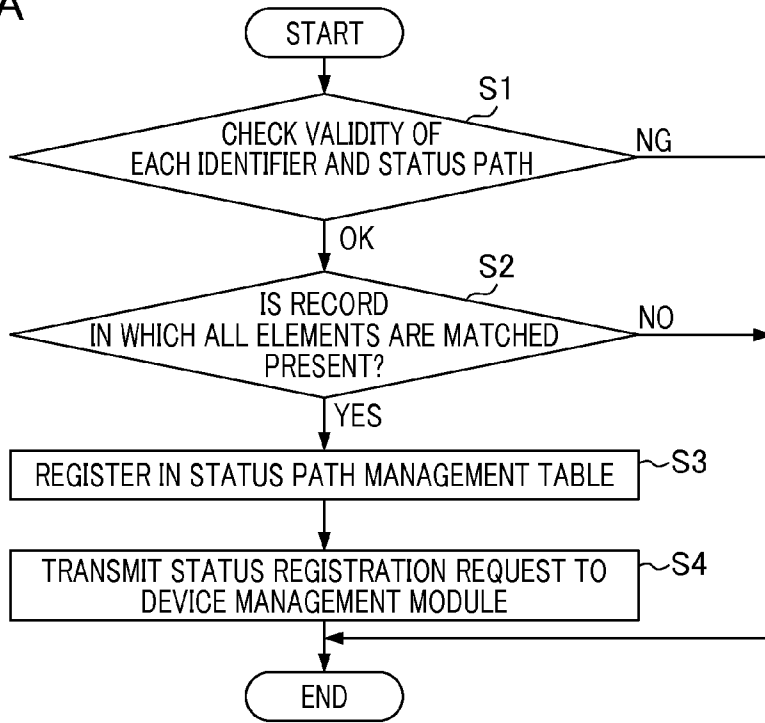 A
START
S1
CHECK VALIDITY OF
EACH IDENTIFIER AND STATUS PATH
NG
OK
S2
IS RECORD
IN WHICH ALL ELEMENTS ARE MATCHED
PRESENT?
NO
YES
REGISTER IN STATUS PATH MANAGEMENT TABLE
S3
TRANSMIT STATUS REGISTRATION REQUEST TO
DEVICE MANAGEMENT MODULE
S4
END